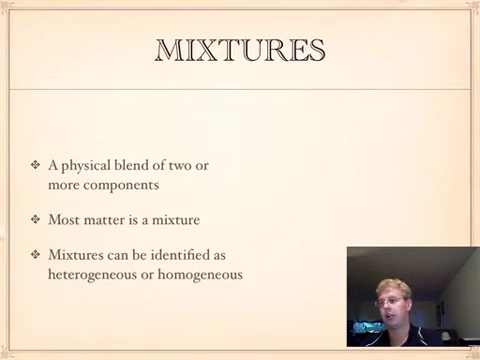 MIXTURES
A physical blend of two or
more components
Most matter is a mixture
Mixtures can be identified as
heterogeneous or homogeneous